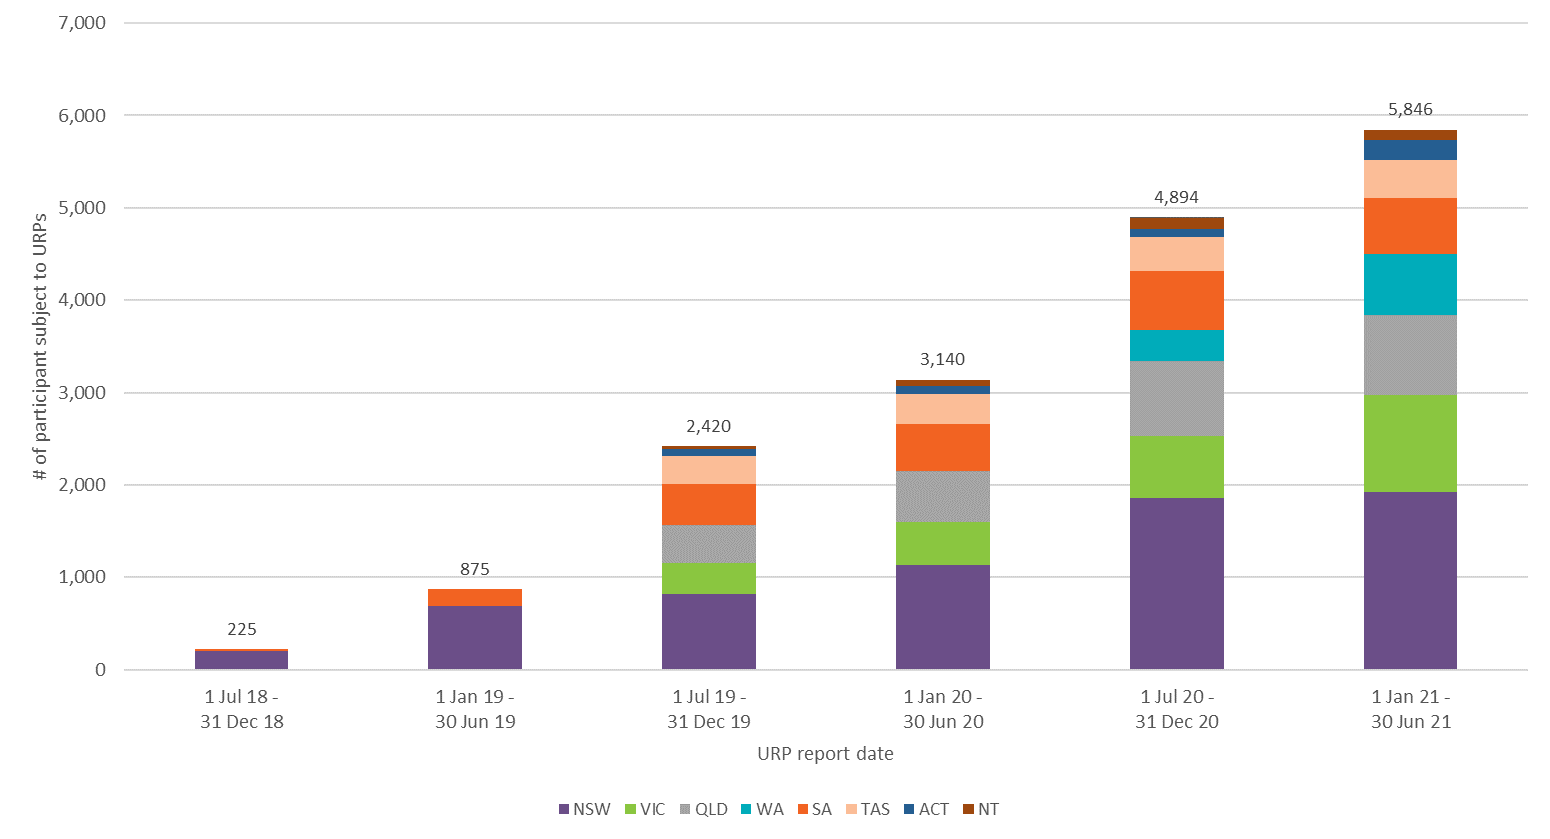 7,000
6,000
5,000
4,000
3,000
2,000
1,000
0
# of participant subject to URPs
225
875
2,420
3,140
4,894
5,846
1 Jul 18 -
31 Dec 18
1 Jan 19 -
30 Jun 19
1 Jul 19 -
31 Dec 19
1 Jan 20 -
30 Jun 20
1 Jul 20 -
31 Dec 20
1 Jan 21 -
30 Jun 21
URP report date
NSW VIC QLD WA SA TAS ACT NT